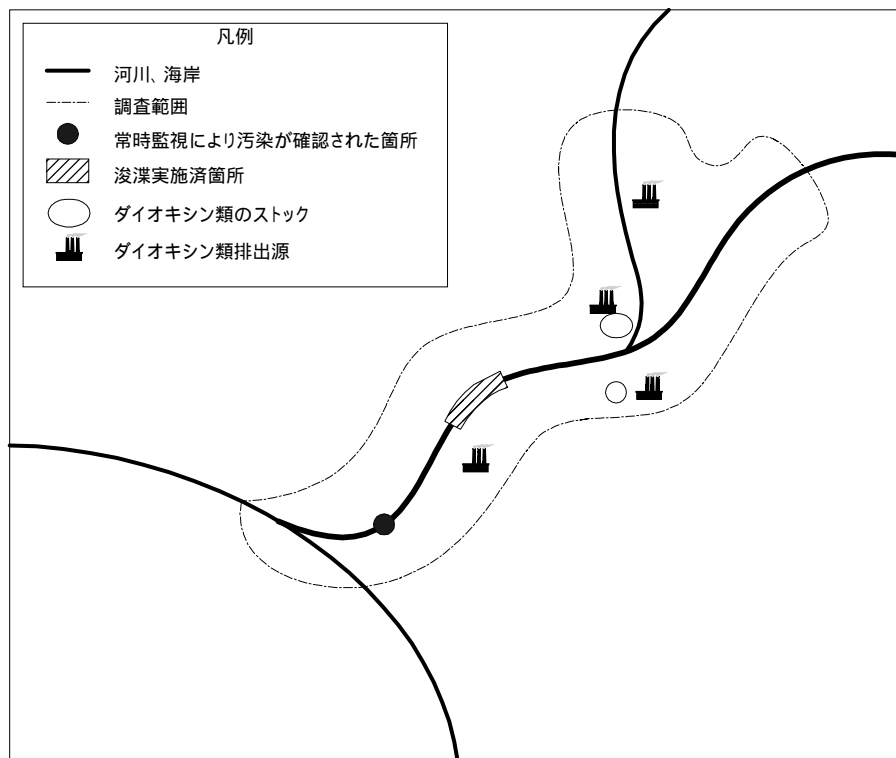 凡例
河川、海岸
調査範囲
常時監視により汚染が確認された箇所
浚渫実施済箇所
ダイオキシン類のストック
ダイオキシン類排出源